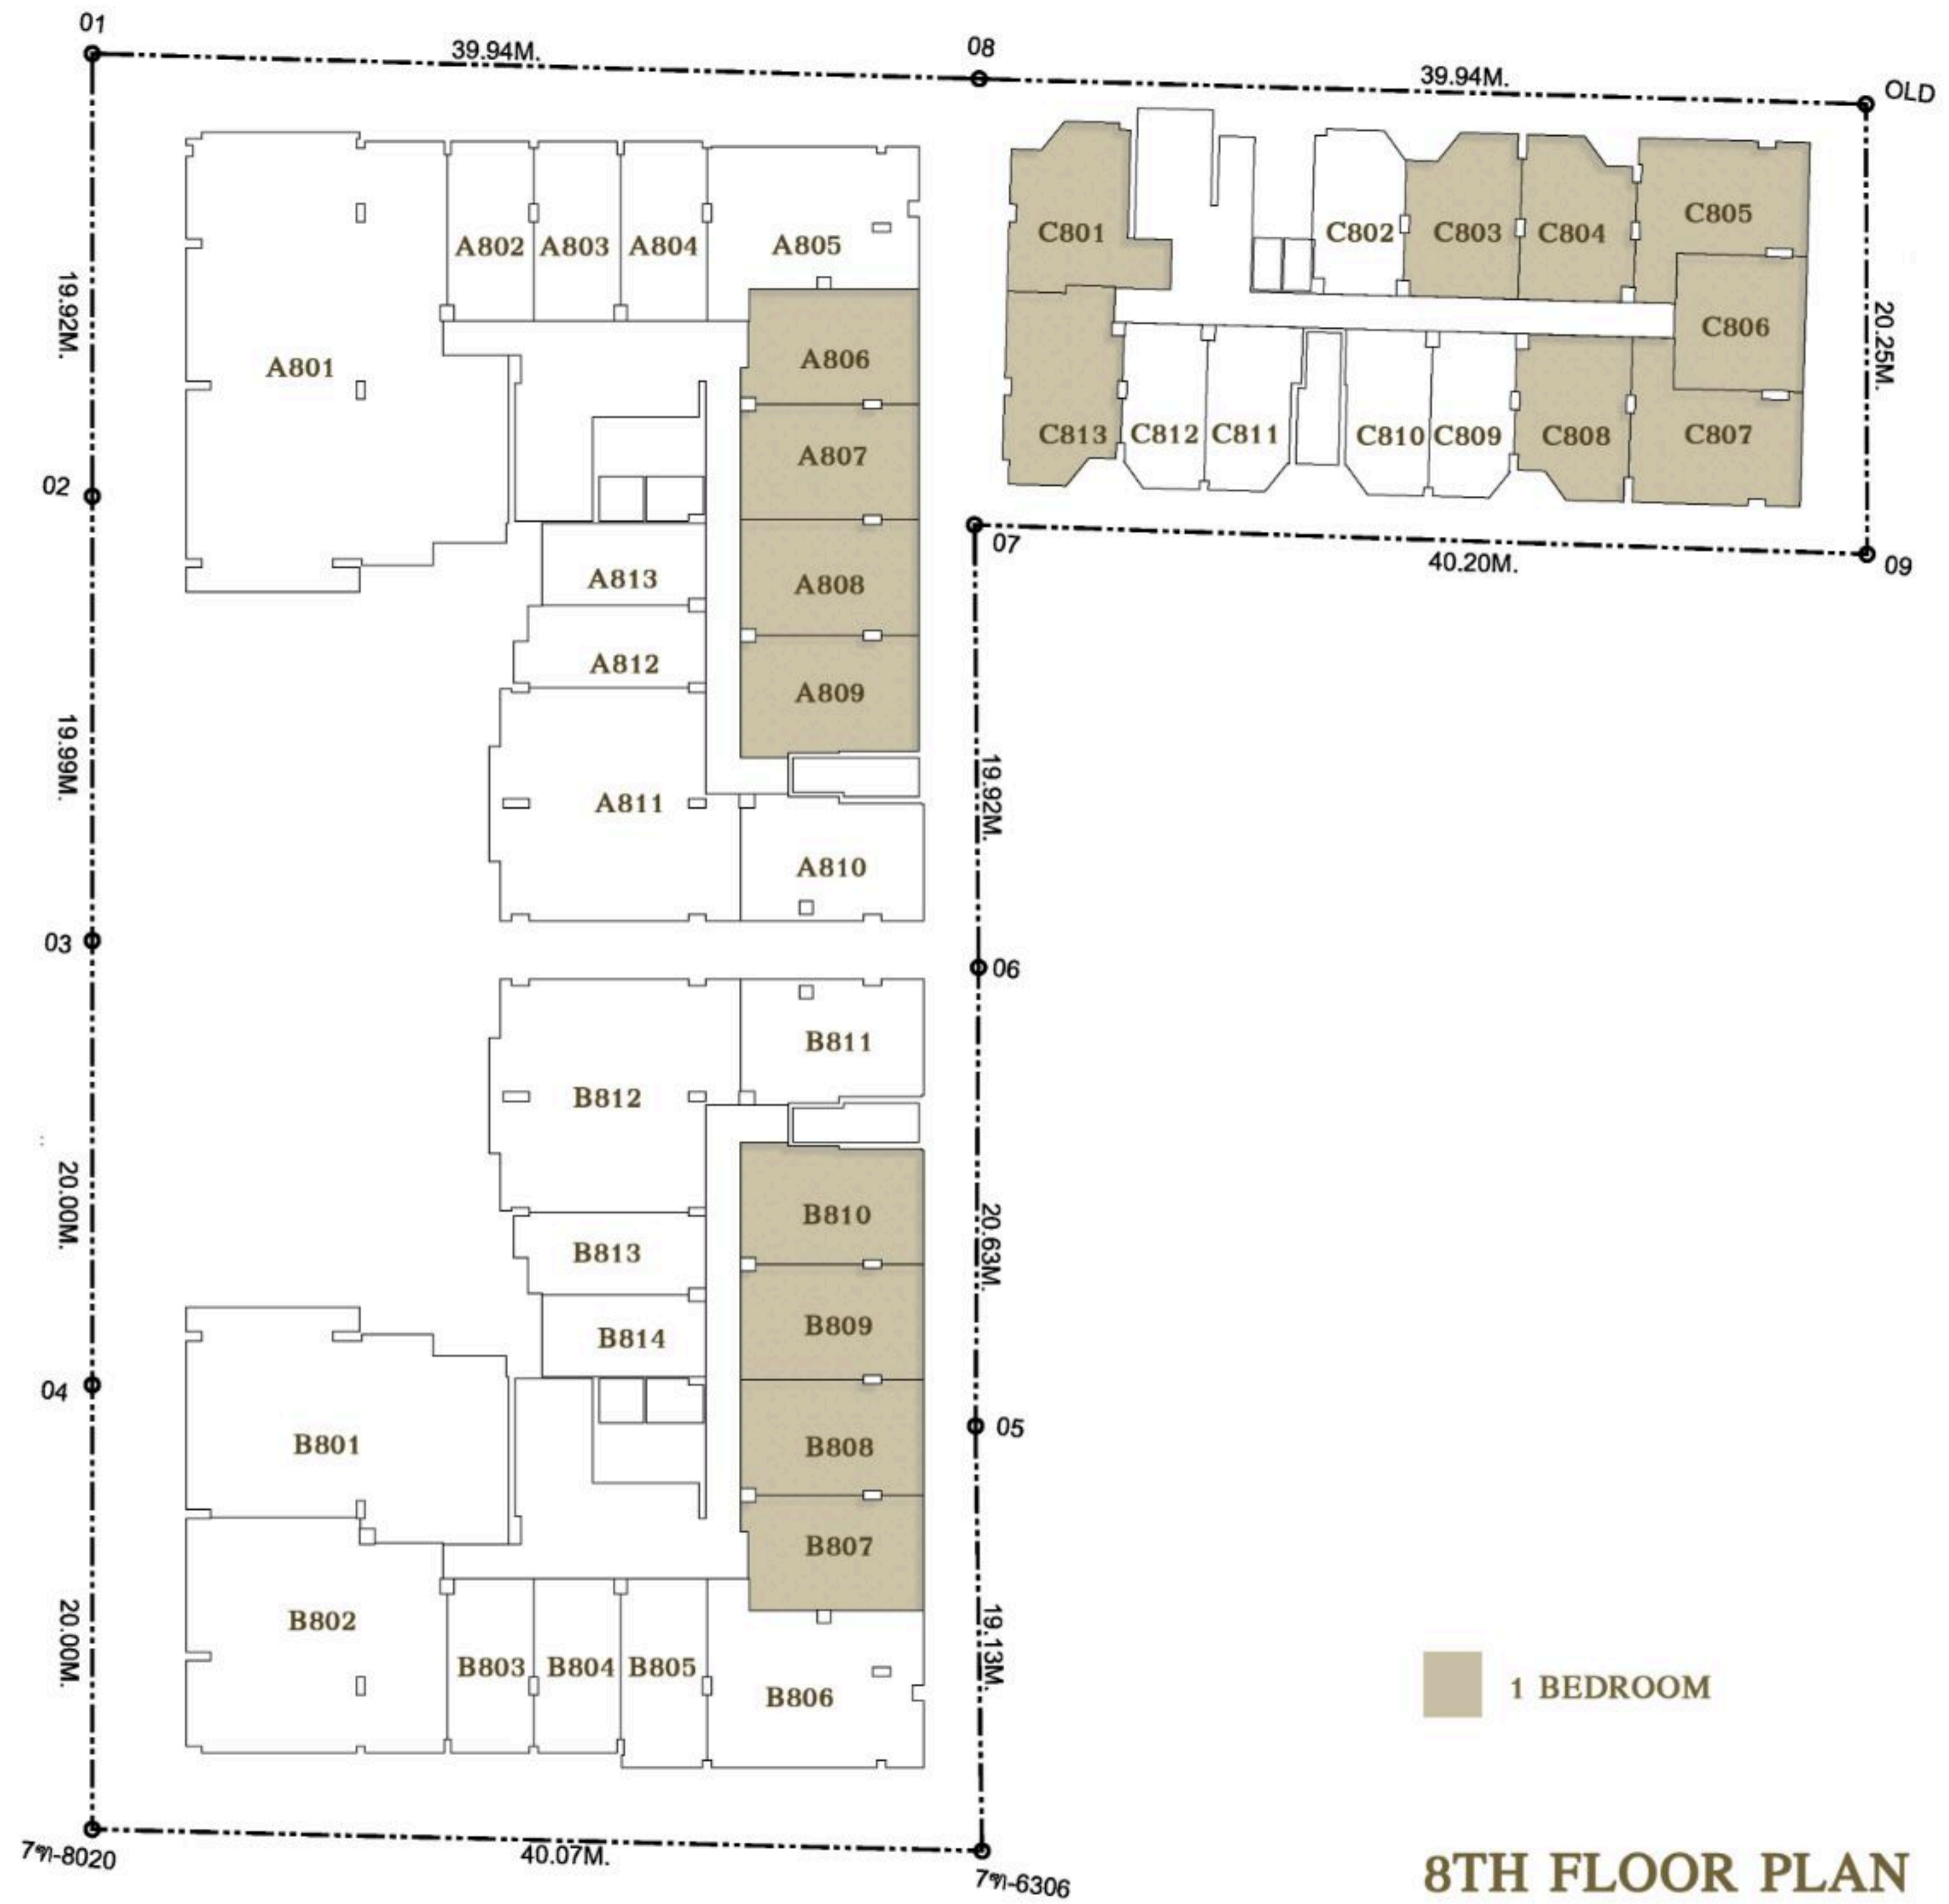 01
39.94M.
08
39.94M.
OLD
A802
A803
A804
A805
C801
C802
C803
C804
C805
19.92M.
A801
A806
C806
20.25M.
C813
C812
C811
C810
C809
C808
C807
A807
02
07
40.20M.
09
A813
A808
A812
A809
19.99M.
A811
19.92M.
A810
03
06
B811
B812
20.00M.
B810
20.63M.
B813
B809
B814
04
05
B801
B808
B807
20.00M.
B802
B803
B804
B805
B806
19.13M.
1 BEDROOM
7ฑ-8020
40.07M.
7ฑ-6306
8TH FLOOR PLAN